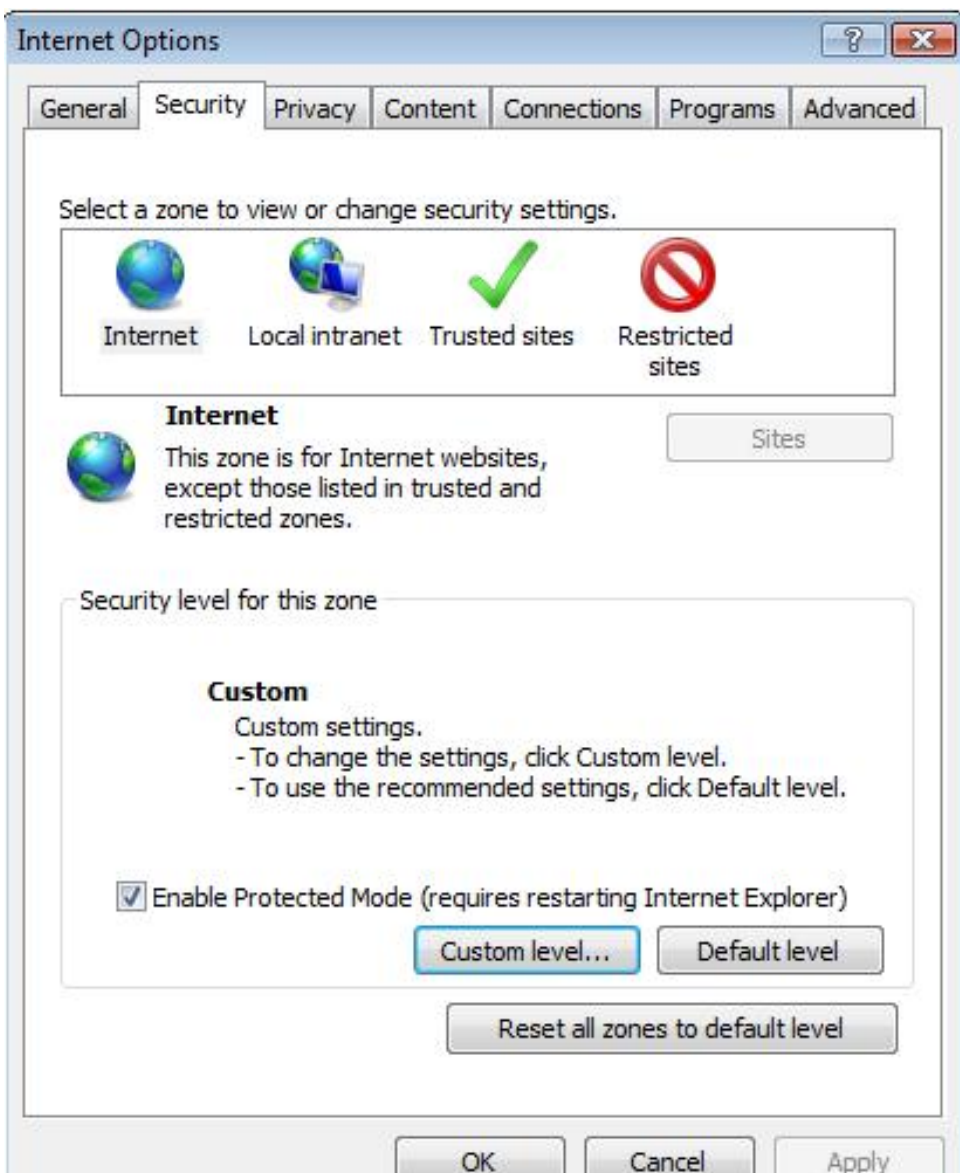 Internet Options
General Security Privacy Content Connections Programs Advanced
Select a zone to view or change security settings.
Internet Local intranet Trusted sites Restricted
sites
Internet
Sites
This zone is for Internet websites,
except those listed in trusted and
restricted zones.
Security level for this zone
Custom
Custom settings.
- To change the settings, click Custom level.
- To use the recommended settings, click Default level.
Enable Protected Mode (requires restarting Internet Explorer)
Custom level... Default level
Reset all zones to default level
OK Cancel Apply